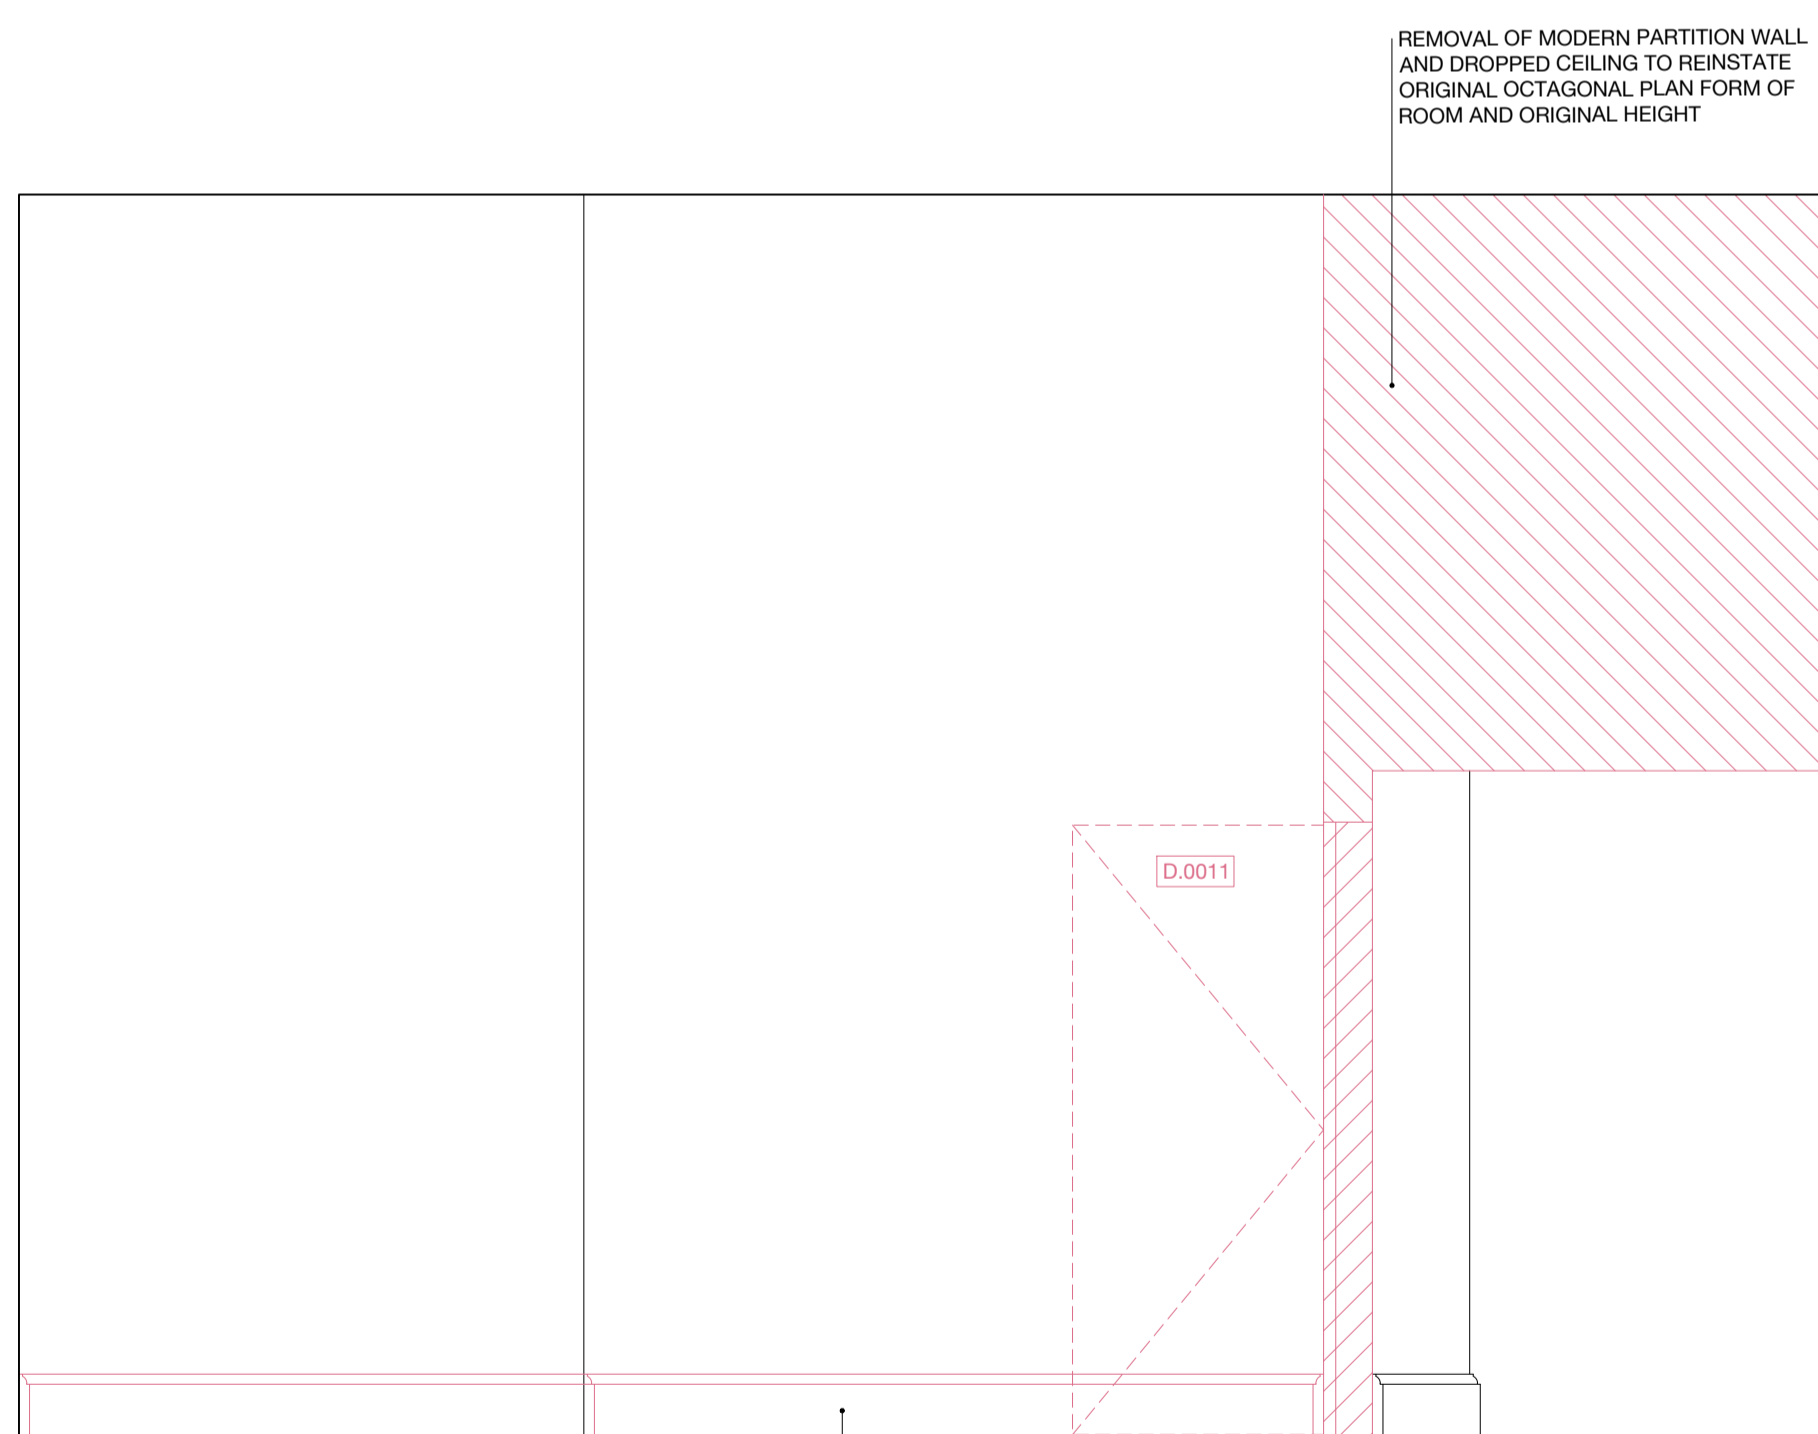 REMOVAL OF MODERN PARTITION WALL
AND DROPPED CEILING TO REINSTATE
ORIGINAL OCTAGONAL PLAN FORM OF
ROOM AND ORIGINAL HEIGHT
D.0011